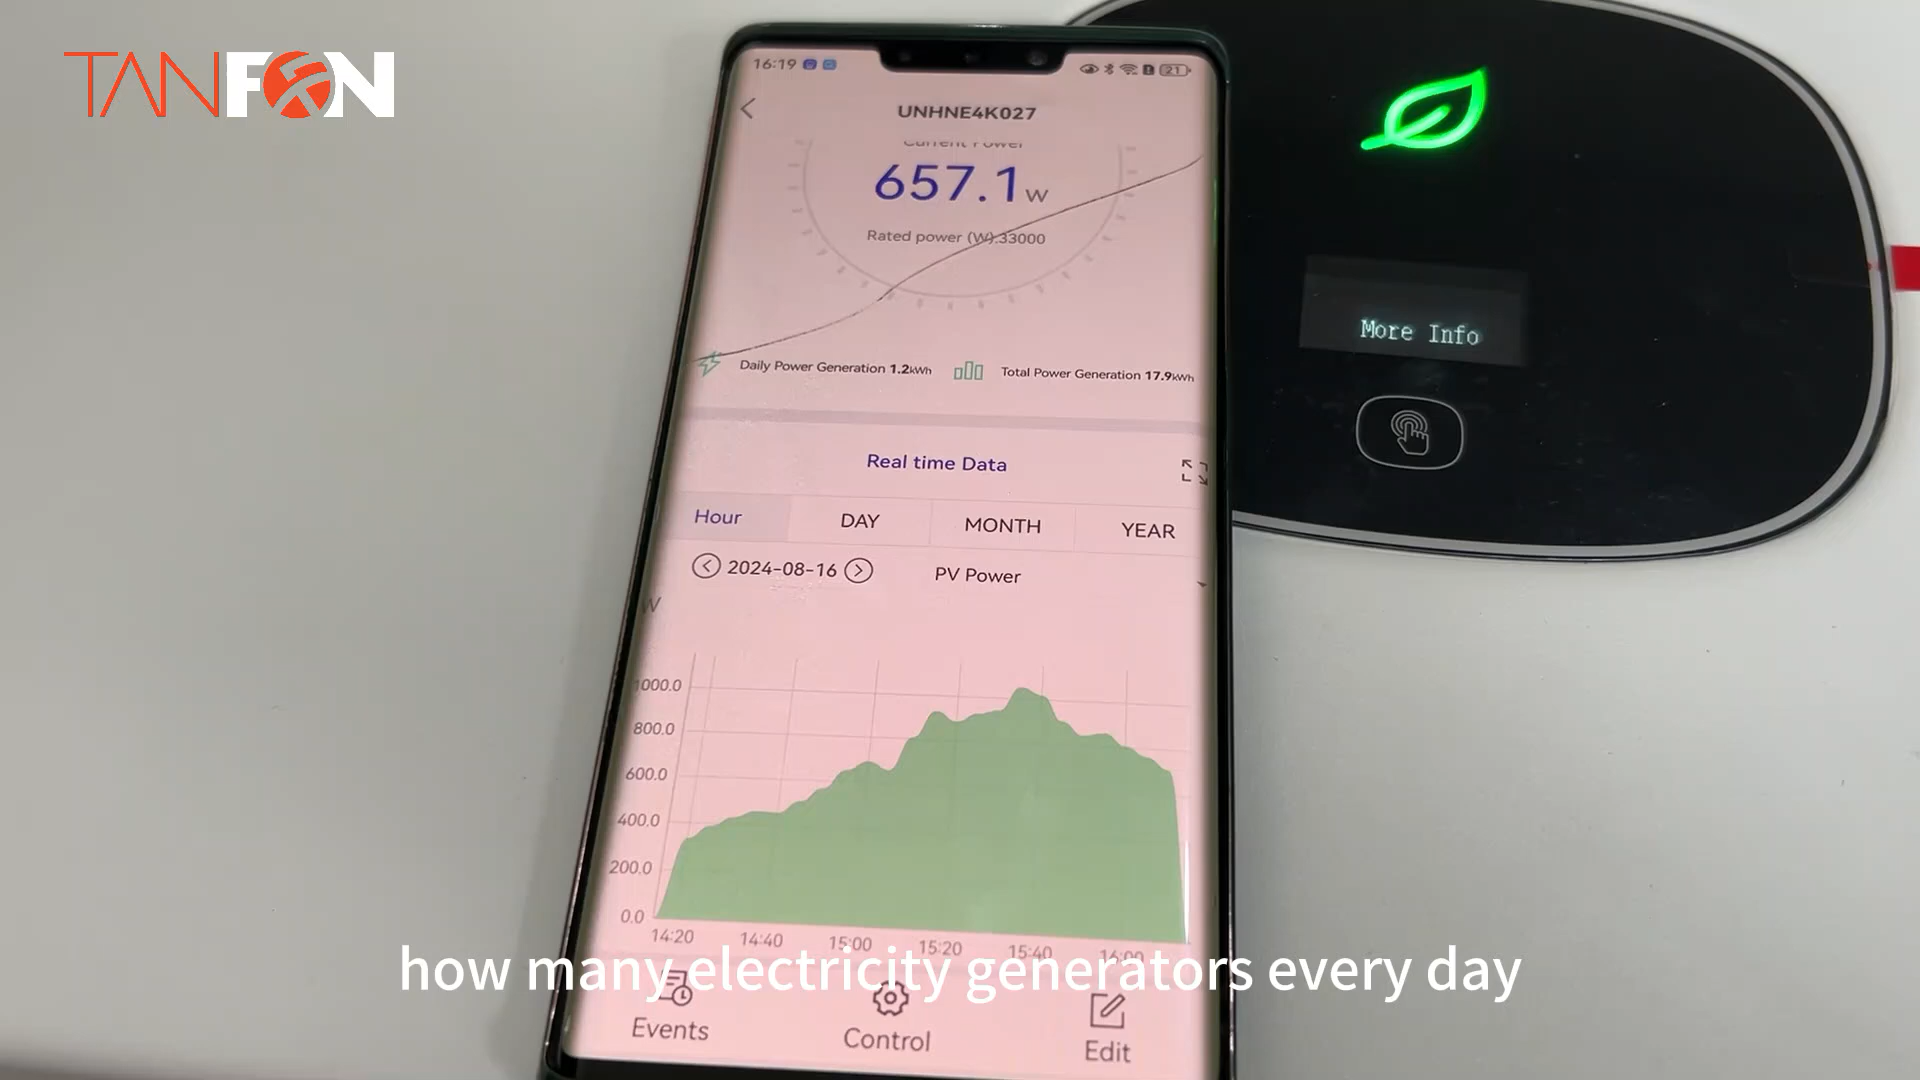 TANFON
16:19
21
UNHNE4K027
Current Power
657.1 W
Rated power (W):33000
More Info
Daily Power Generation 1.2kWh
Total Power Generation 17.9kWh
Real time Data
Hour DAY MONTH YEAR
2024-08-16 PV Power
W
1000.0
800.0
600.0
400.0
200.0
0.0
14:20 14:40 15:00 15:20 15:40 16:00
how many electricity generators every day
Events Control Edit